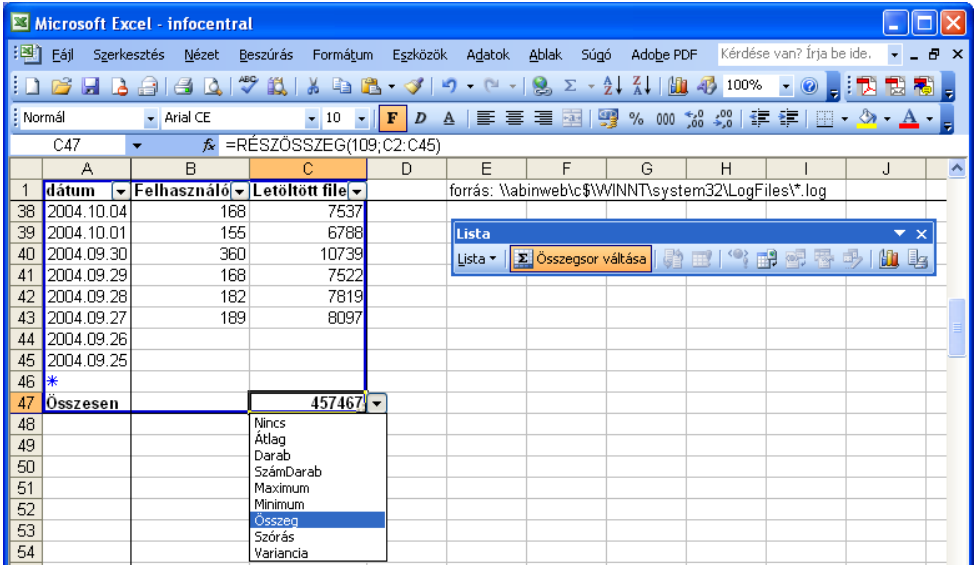 Microsoft Excel - infocentral
Fájl Szerkesztés Nézet Beszúrás Formátum Eszközök Adatok Ablak Súgó Adobe PDF Kérdése van? Írja be ide.
100%
Normál Arial CE 10 F D A % 000
C47 fx =RÉSZÖSSZEG(109;C2:C45)
A B C D E F G H I J
1 dátum Felhasználó Letöltött file forrás: \\abinweb\c$\WINNT\system32\LogFiles\*.log
38 2004.10.04 168 7537
39 2004.10.01 155 6788
40 2004.09.30 360 10739
41 2004.09.29 168 7522
42 2004.09.28 182 7819
43 2004.09.27 189 8097
44 2004.09.26
45 2004.09.25
46 *
47 Összesen 457467
48
49
50
51
52
53
54
Lista
Lista Σ Összegsor váltása
Nincs
Átlag
Darab
SzámDarab
Maximum
Minimum
Összeg
Szórás
Variancia